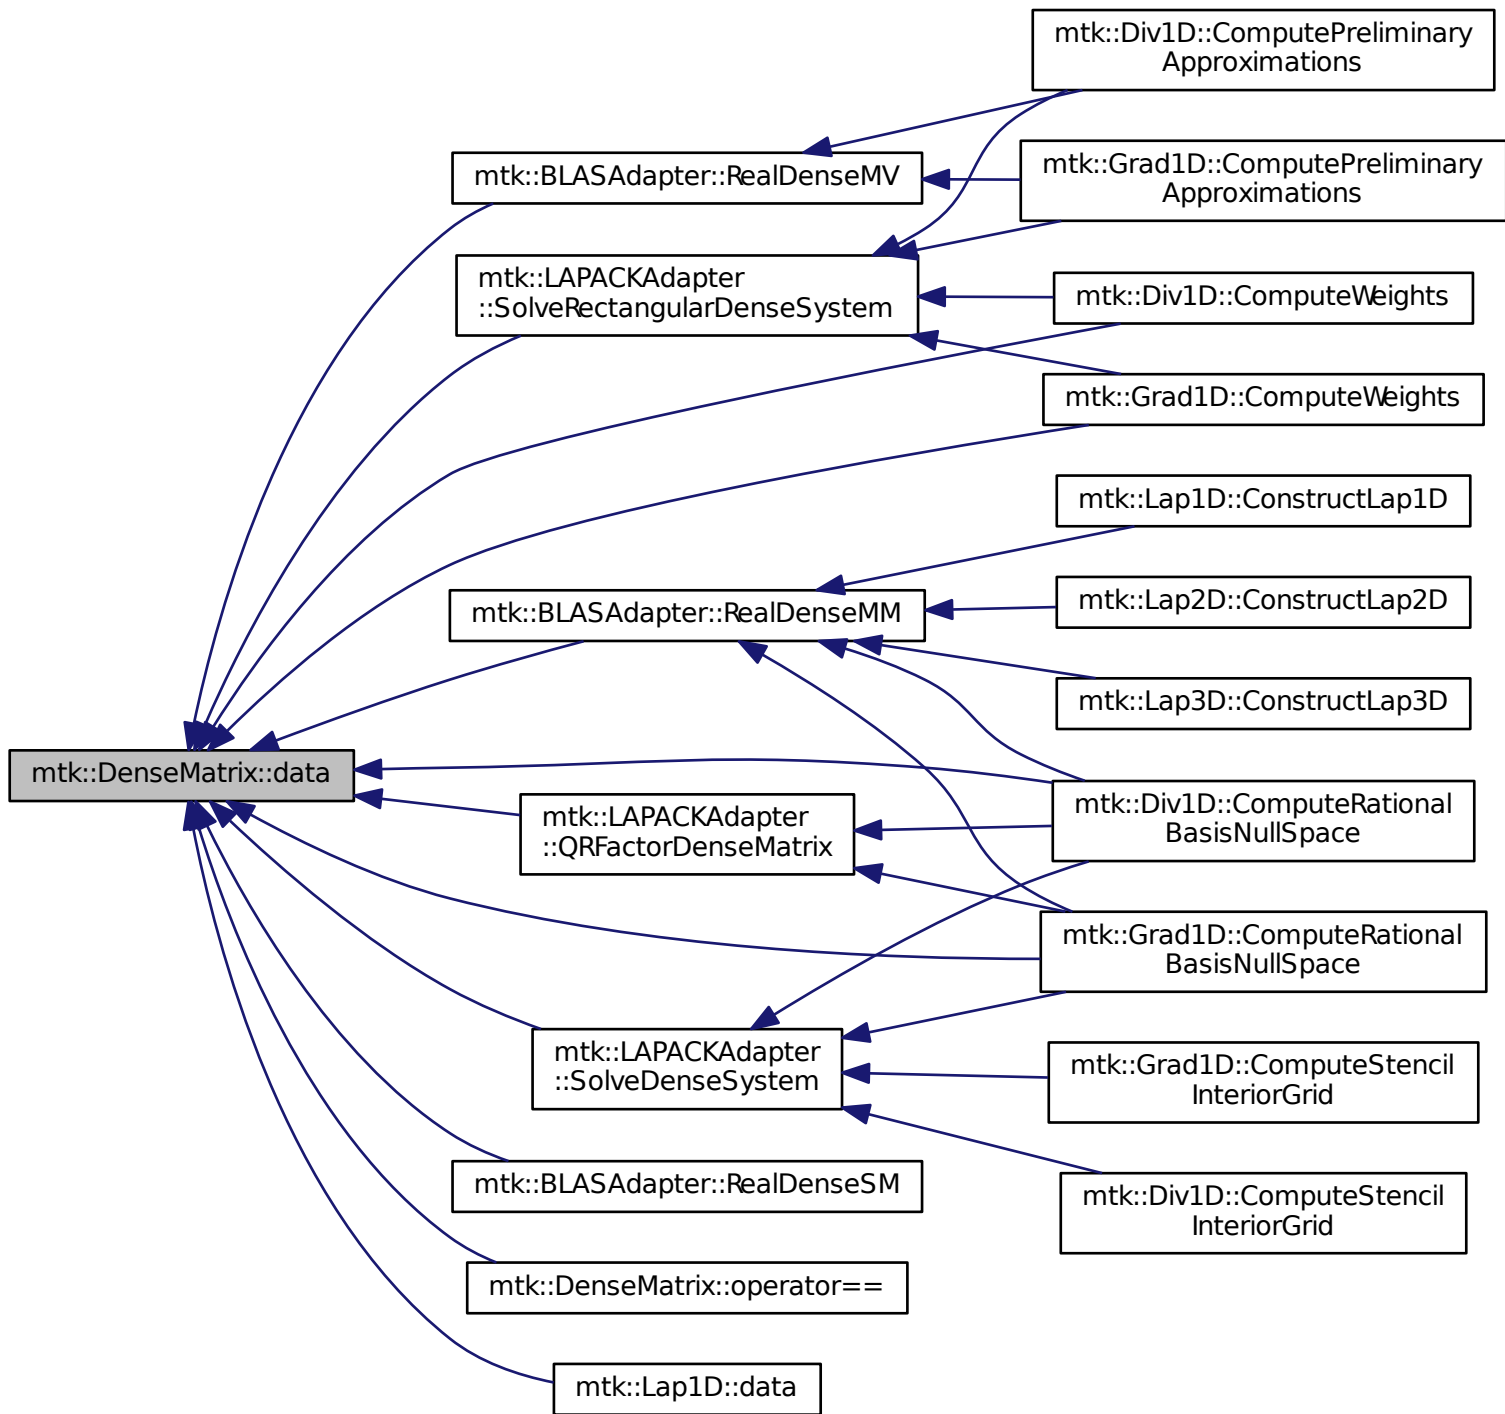 mtk::Div1D::ComputePreliminary
Approximations
mtk::BLASAdapter::RealDenseMV
mtk::Grad1D::ComputePreliminary
Approximations
mtk::LAPACKAdapter
::SolveRectangularDenseSystem
mtk::Div1D::ComputeWeights
mtk::Grad1D::ComputeWeights
mtk::Lap1D::ConstructLap1D
mtk::BLASAdapter::RealDenseMM
mtk::Lap2D::ConstructLap2D
mtk::Lap3D::ConstructLap3D
mtk::DenseMatrix::data
mtk::LAPACKAdapter
::QRFactorDenseMatrix
mtk::Div1D::ComputeRational
BasisNullSpace
mtk::Grad1D::ComputeRational
BasisNullSpace
mtk::LAPACKAdapter
::SolveDenseSystem
mtk::Grad1D::ComputeStencil
InteriorGrid
mtk::BLASAdapter::RealDenseSM
mtk::Div1D::ComputeStencil
InteriorGrid
mtk::DenseMatrix::operator==
mtk::Lap1D::data